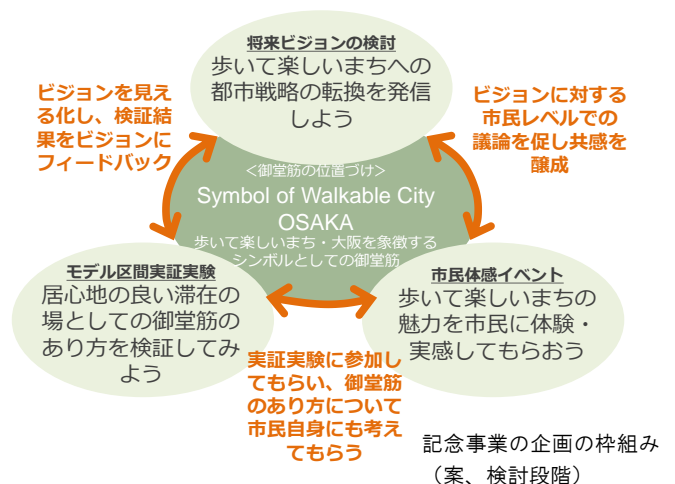 将来ビジョンの検討
歩いて楽しいまちへの
都市戦略の転換を発信
しよう
ビジョンを見え
る化し、検証結
果をビジョンに
フィードバック
ビジョンに対する
市民レベルでの
議論を促し共感を
醸成
＜御堂筋の位置づけ＞
Symbol of Walkable City
OSAKA
歩いて楽しいまち・大阪を象徴する
シンボルとしての御堂筋
モデル区間実証実験
居心地の良い滞在の
場としての御堂筋の
あり方を検証してみ
よう
市民体感イベント
歩いて楽しいまちの
魅力を市民に体験・
実感してもらおう
実証実験に参加し
てもらい、御堂筋
のあり方について
市民自身にも考え
てもらう
記念事業の企画の枠組み
（案、検討段階）